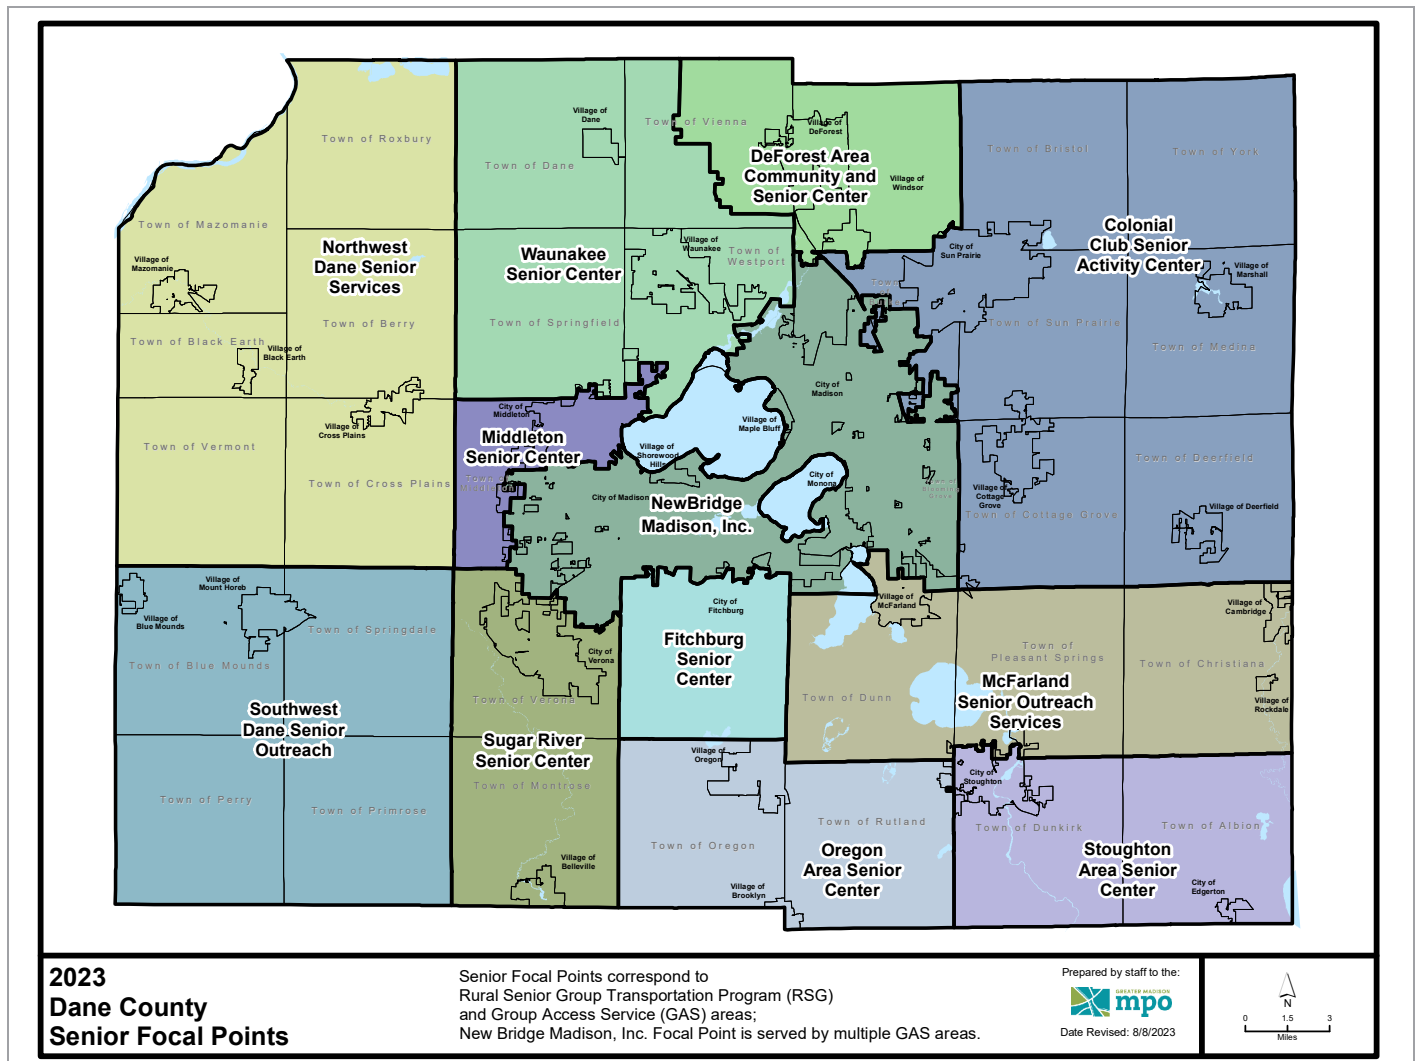 Village of
Dane
Town of Vienna
Village of
DeForest
Town of Roxbury
Town of Dane
DeForest Area
Community and
Senior Center
Village of
Windsor
Town of Bristol
Town of York
Town of Mazomanie
Northwest
Dane Senior
Services
Waunakee
Senior Center
Village of
Waunakee
Town of
Westport
City of
Sun Prairie
Colonial
Club Senior
Activity Center
Village of
Mazomanie
Village of
Marshall
Town
Town of Berry
Town of Springfield
Town of Sun Prairie
Town of Black Earth
Village of
Black Earth
Town of Medina
City of
Madison
Village of
Cross Plains
City of
Middleton
Village of
Maple Bluff
Middleton
Senior Center
Town of Vermont
Village of
Shorewood
Hills
Town of Deerfield
Town of Cross Plains
Town of
City of
Monona
Town of
Blooming
Grove
Village of
Cottage
Grove
City of Madison
NewBridge
Madison, Inc.
Town of Cottage Grove
Village of Deerfield
Village of
Mount Horeb
Village of
Blue Mounds
Town of Springdale
Town of Blue Mounds
City of
Fitchburg
Village of
McFarland
Village of
Cambridge
City of
Verona
Fitchburg
Senior
Center
Town of
Pleasant Springs
Town of Christiana
Town of Verona
Town of Dunn
McFarland
Senior Outreach
Services
Village of
Rockdale
Southwest
Dane Senior
Outreach
Sugar River
Senior Center
Village of
Oregon
City of
Stoughton
Town of Montrose
Town of Perry
Town of Primrose
Town of Rutland
Town of Dunkirk
Town of Albion
Town of Oregon
Oregon
Area Senior
Center
Stoughton
Area Senior
Center
Village of
Belleville
Village of
Brooklyn
City of
Edgerton
2023
Dane County
Senior Focal Points
Senior Focal Points correspond to
Rural Senior Group Transportation Program (RSG)
and Group Access Service (GAS) areas;
New Bridge Madison, Inc. Focal Point is served by multiple GAS areas.
Prepared by staff to the:
GREATER MADISON
mpo
Date Revised: 8/8/2023
N
0 1.5 3
Miles